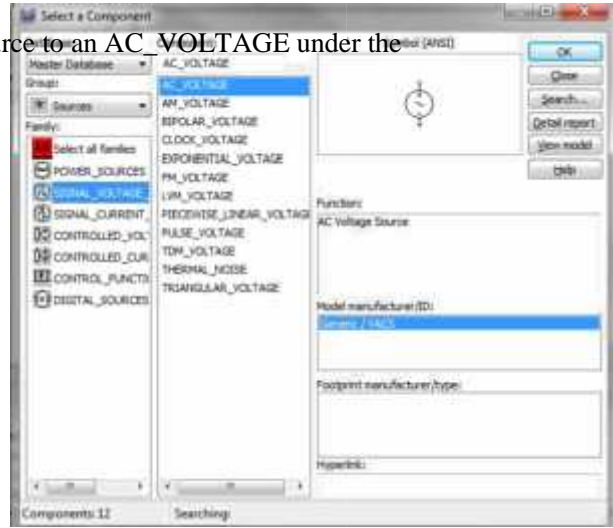 Select a Component
rce to an AC_VOLTAGE under the
Symbol (ANSI)
Master Database
Group:
Sources
Family:
Select all families
POWER_SOURCES
SIGNAL_VOLTAGE_
SIGNAL_CURRENT_
CONTROLLED_VOL
CONTROLLED_CUR
CONTROL_FUNCTI
DIGITAL_SOURCES
AC_VOLTAGE
AC_VOLTAGE
AM_VOLTAGE
BIPOLAR_VOLTAGE
CLOCK_VOLTAGE
EXPONENTIAL_VOLTAGE
FM_VOLTAGE
LVM_VOLTAGE
PIECEWISE_LINEAR_VOLTAG
PULSE_VOLTAGE
TDM_VOLTAGE
THERMAL_NOISE
TRIANGULAR_VOLTAGE
OK
Close
Search...
Detail report
View model
Help
Function:
AC Voltage Source
Model manufacturer/ID:
Generic / VACS
Footprint manufacturer/type:
Hyperlink:
Components: 12
Searching: